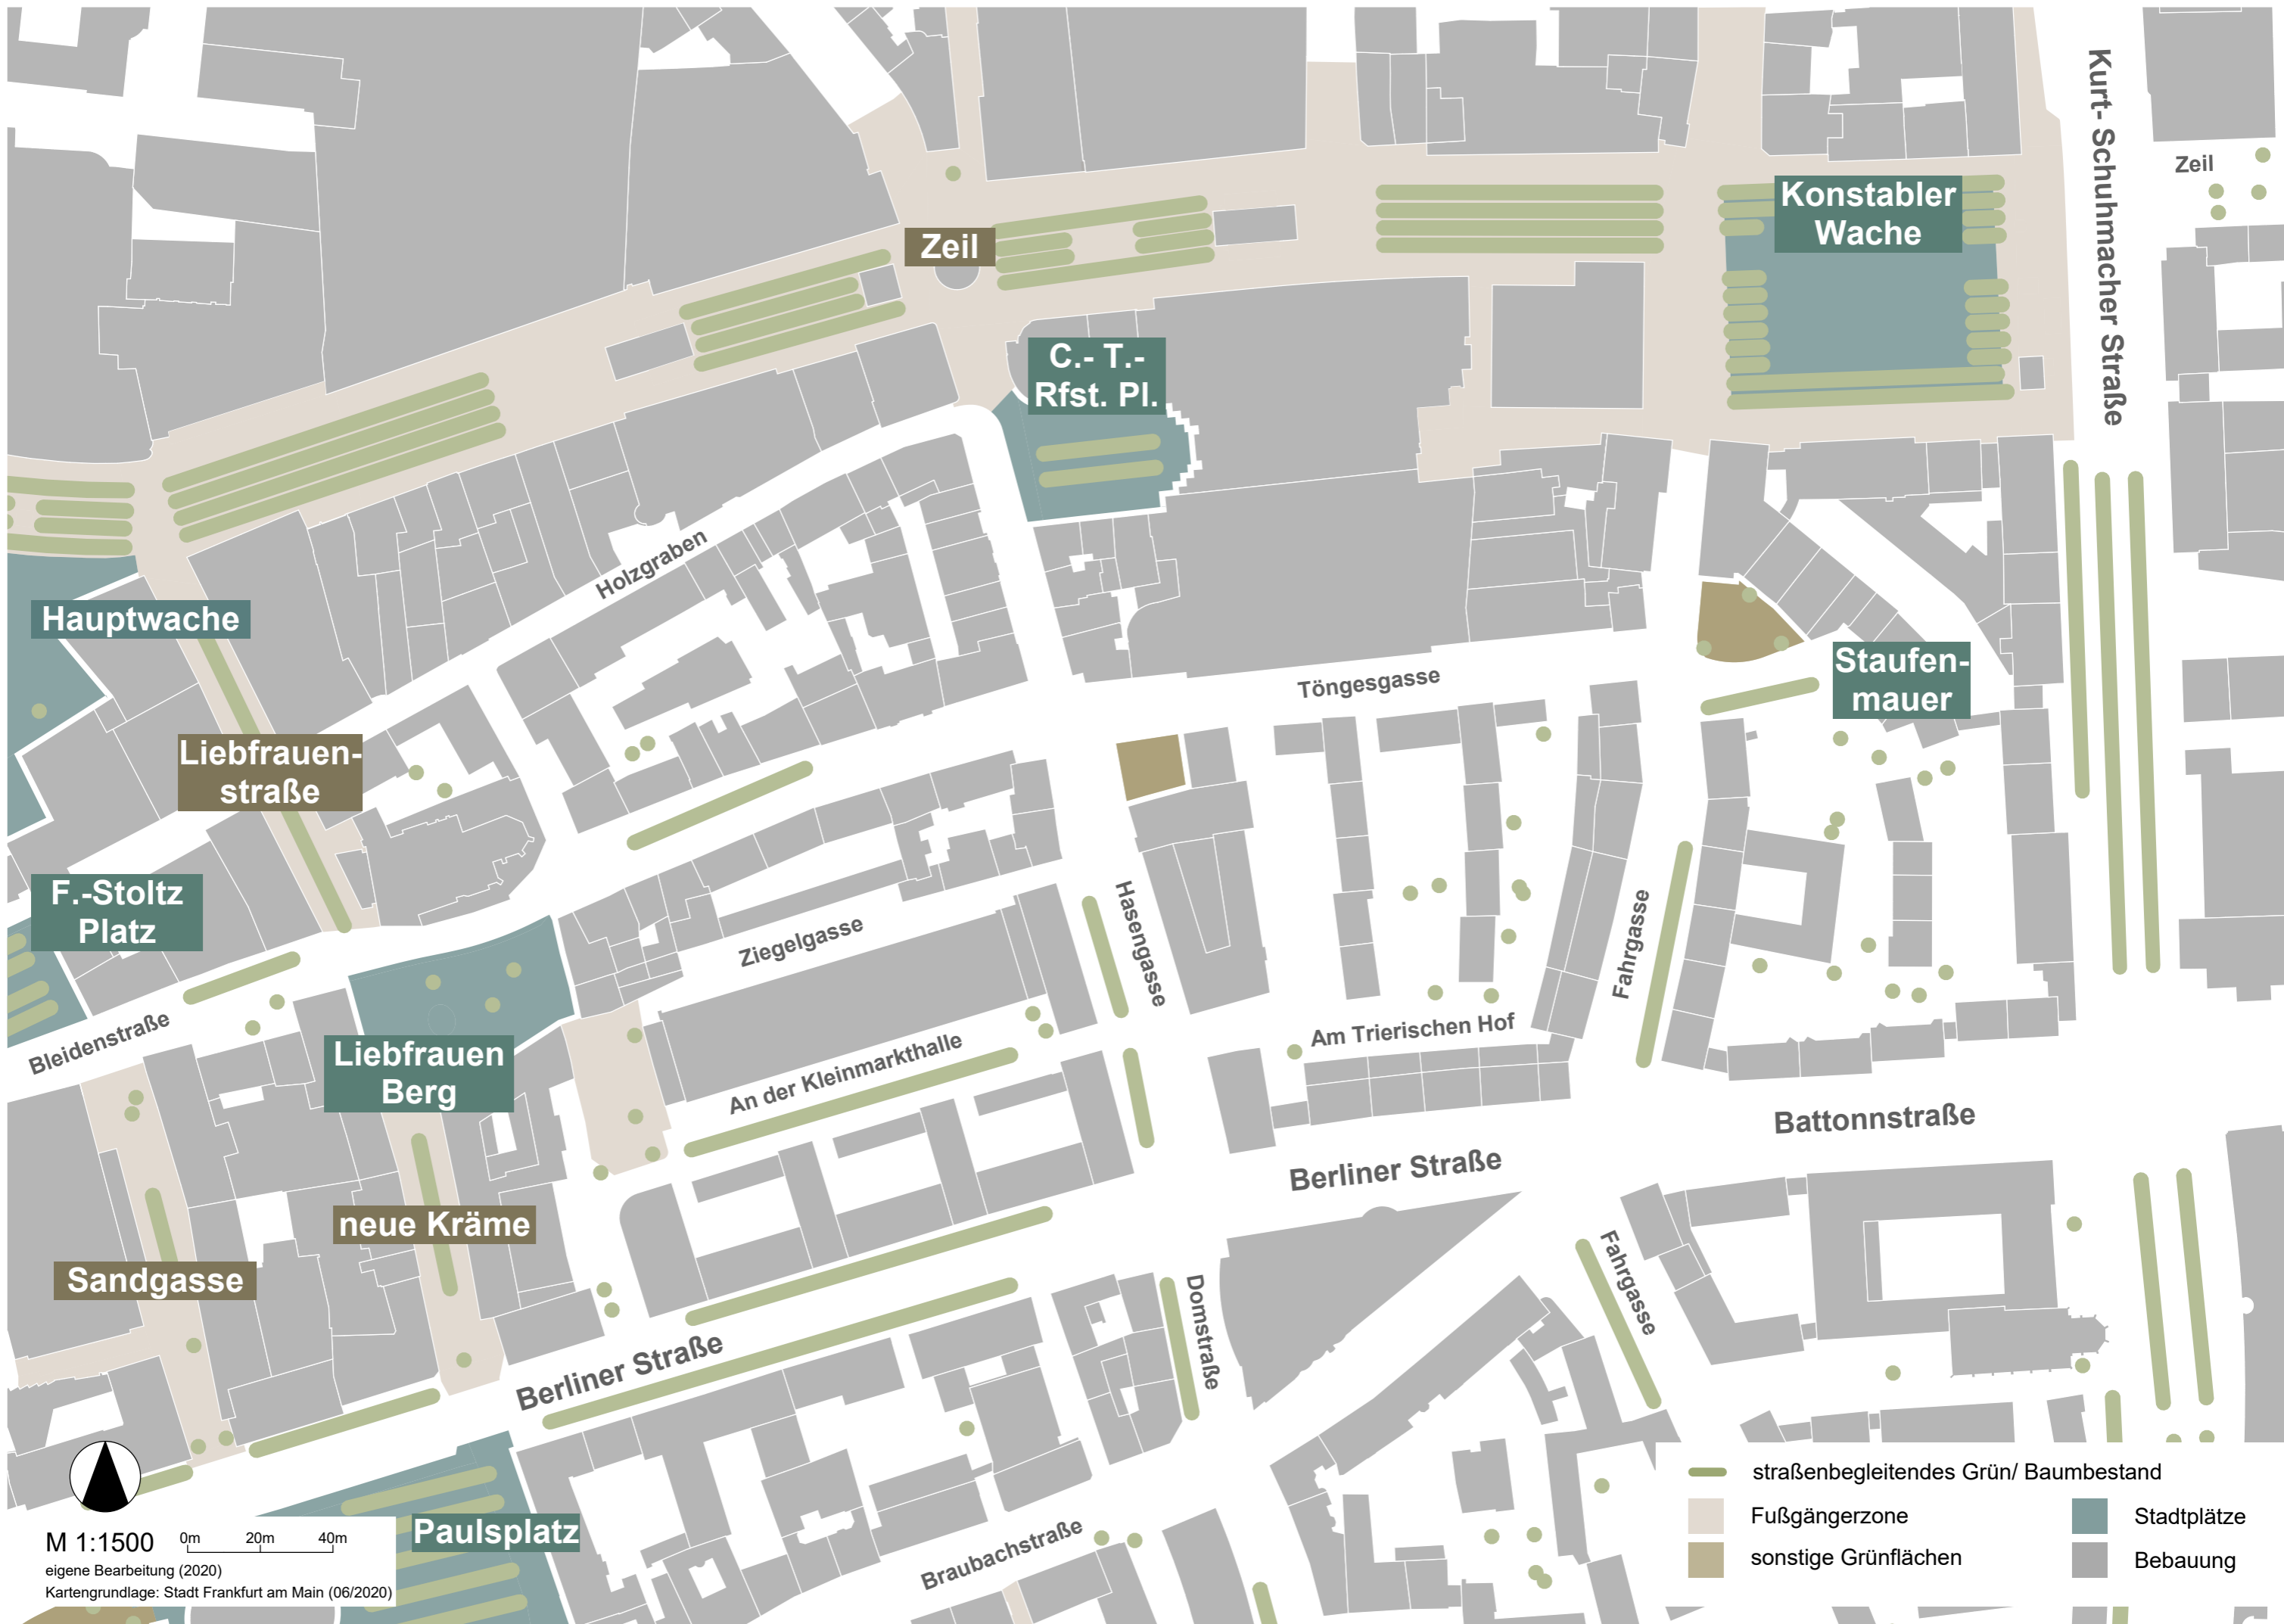 Kurt- Schuhmacher Straße
Zeil
Konstabler
Wache
Zeil
C.- T.-
Rfst. Pl.
Holzgraben
Hauptwache
Töngesgasse
Staufen-
mauer
Liebfrauen-
straße
F.-Stoltz
Platz
Ziegelgasse
Hasengasse
Fahrgasse
Bleidenstraße
Liebfrauen
Berg
An der Kleinmarkthalle
Am Trierischen Hof
Battonnstraße
Berliner Straße
neue Kräme
Sandgasse
Fahrgasse
Domstraße
Berliner Straße
Paulsplatz
Braubachstraße
M 1:1500
0m 20m 40m
eigene Bearbeitung (2020)
Kartengrundlage: Stadt Frankfurt am Main (06/2020)
straßenbegleitendes Grün/ Baumbestand
Fußgängerzone
Stadtplätze
sonstige Grünflächen
Bebauung